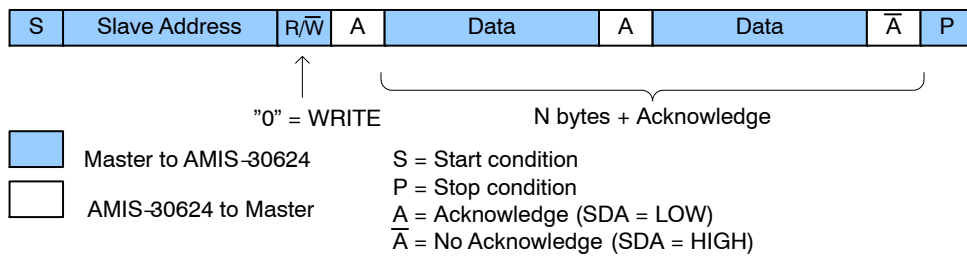 S Slave Address R/W̅ A Data A Data A̅ P
”0” = WRITE
N bytes + Acknowledge
Master to AMIS–30624
AMIS–30624 to Master
S = Start condition
P = Stop condition
A = Acknowledge (SDA = LOW)
A̅ = No Acknowledge (SDA = HIGH)